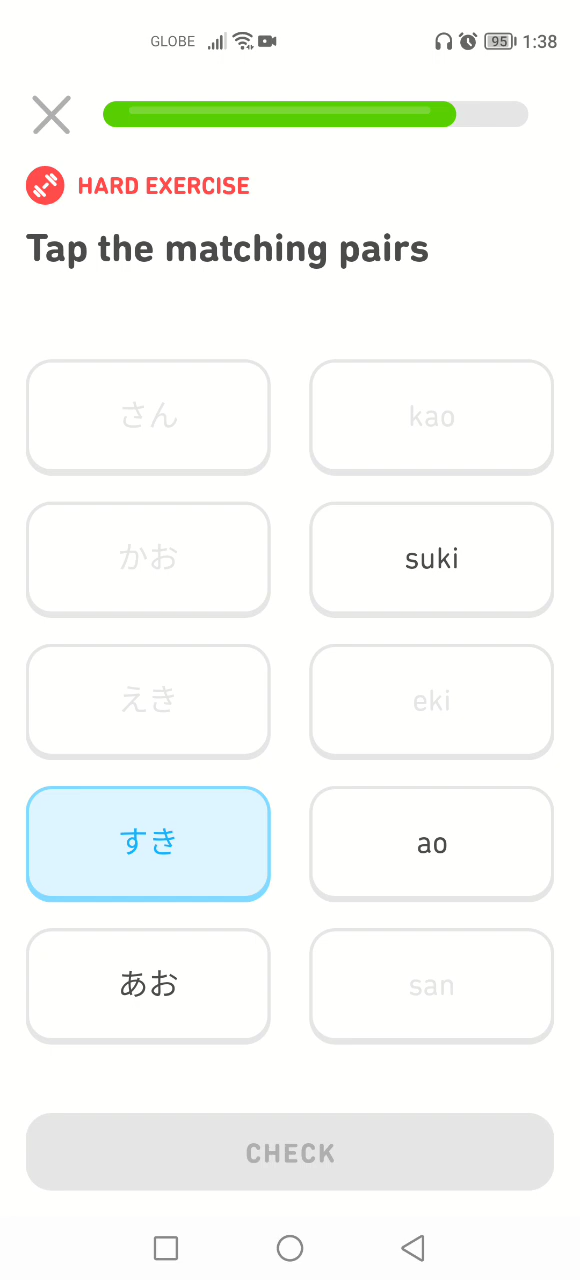 GLOBE 95 1:38
HARD EXERCISE
Tap the matching pairs
さん kao
かお suki
えき eki
すき ao
あお san
CHECK